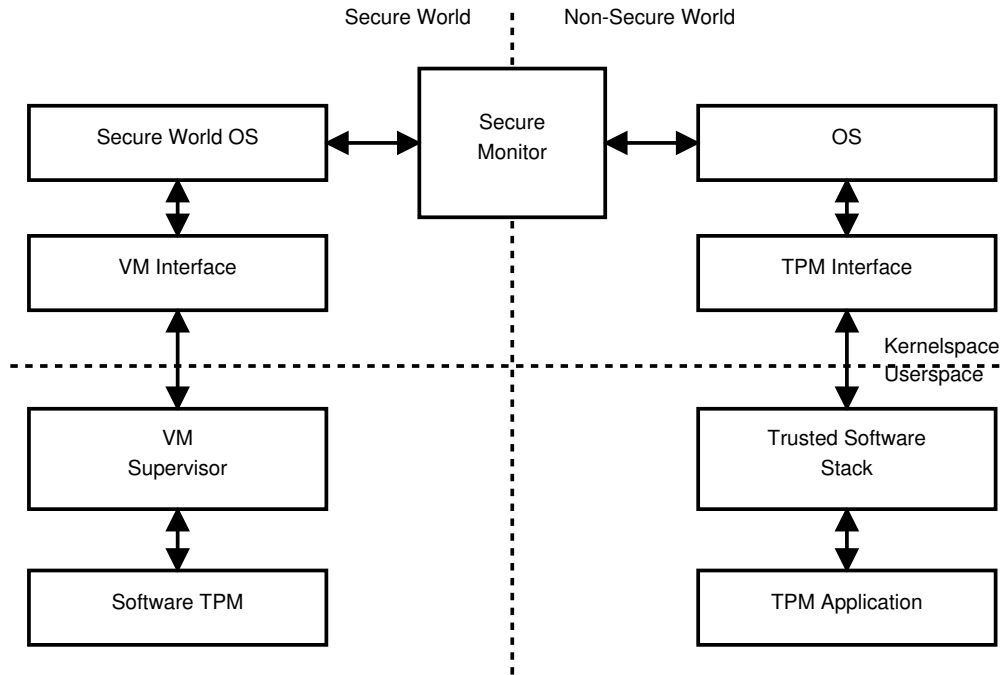 Secure World
Non-Secure World
Secure
Monitor
Secure World OS
OS
VM Interface
TPM Interface
Kernelspace
Userspace
VM
Supervisor
Trusted Software
Stack
Software TPM
TPM Application